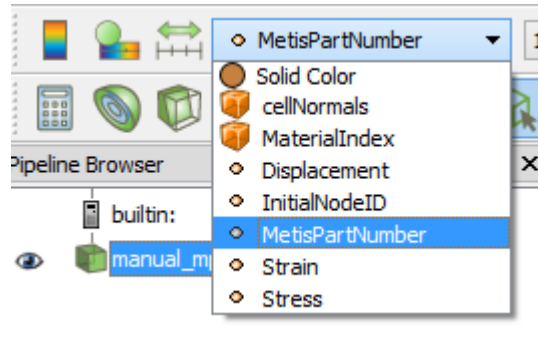 MetisPartNumber
Solid Color
cellNormals
MaterialIndex
Pipeline Browser
Displacement
builtin:
InitialNodeID
MetisPartNumber
manual_m
Strain
Stress